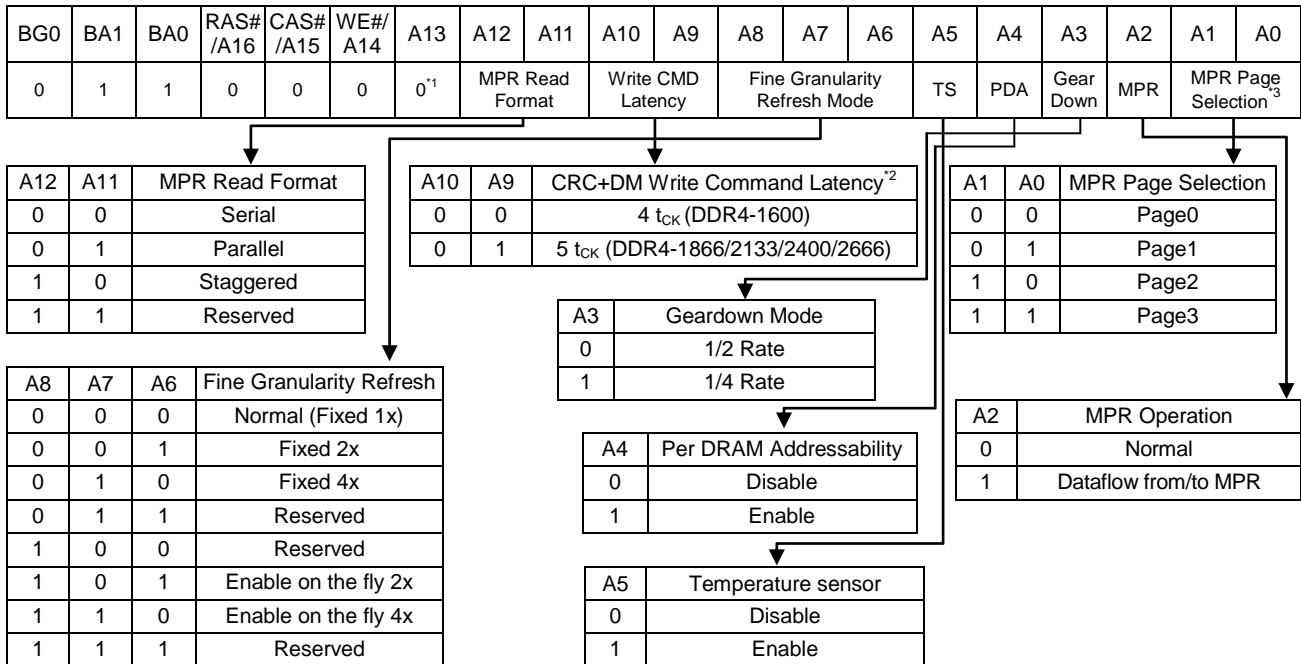 BG0 BA1 BA0 RAS#/A16 CAS#/A15 WE#/A14 A13 A12 A11 A10 A9 A8 A7 A6 A5 A4 A3 A2 A1 A0
0 1 1 0 0 0 0*1 MPR Read Format Write CMD Latency Fine Granularity Refresh Mode TS PDA Gear Down MPR MPR Page Selection*3
A12 A11 MPR Read Format
0 0 Serial
0 1 Parallel
1 0 Staggered
1 1 Reserved
A10 A9 CRC+DM Write Command Latency*2
0 0 4 tCK (DDR4-1600)
0 1 5 tCK (DDR4-1866/2133/2400/2666)
A1 A0 MPR Page Selection
0 0 Page0
0 1 Page1
1 0 Page2
1 1 Page3
A3 Geardown Mode
0 1/2 Rate
1 1/4 Rate
A8 A7 A6 Fine Granularity Refresh
0 0 0 Normal (Fixed 1x)
0 0 1 Fixed 2x
0 1 0 Fixed 4x
0 1 1 Reserved
1 0 0 Reserved
1 0 1 Enable on the fly 2x
1 1 0 Enable on the fly 4x
1 1 1 Reserved
A4 Per DRAM Addressability
0 Disable
1 Enable
A2 MPR Operation
0 Normal
1 Dataflow from/to MPR
A5 Temperature sensor
0 Disable
1 Enable